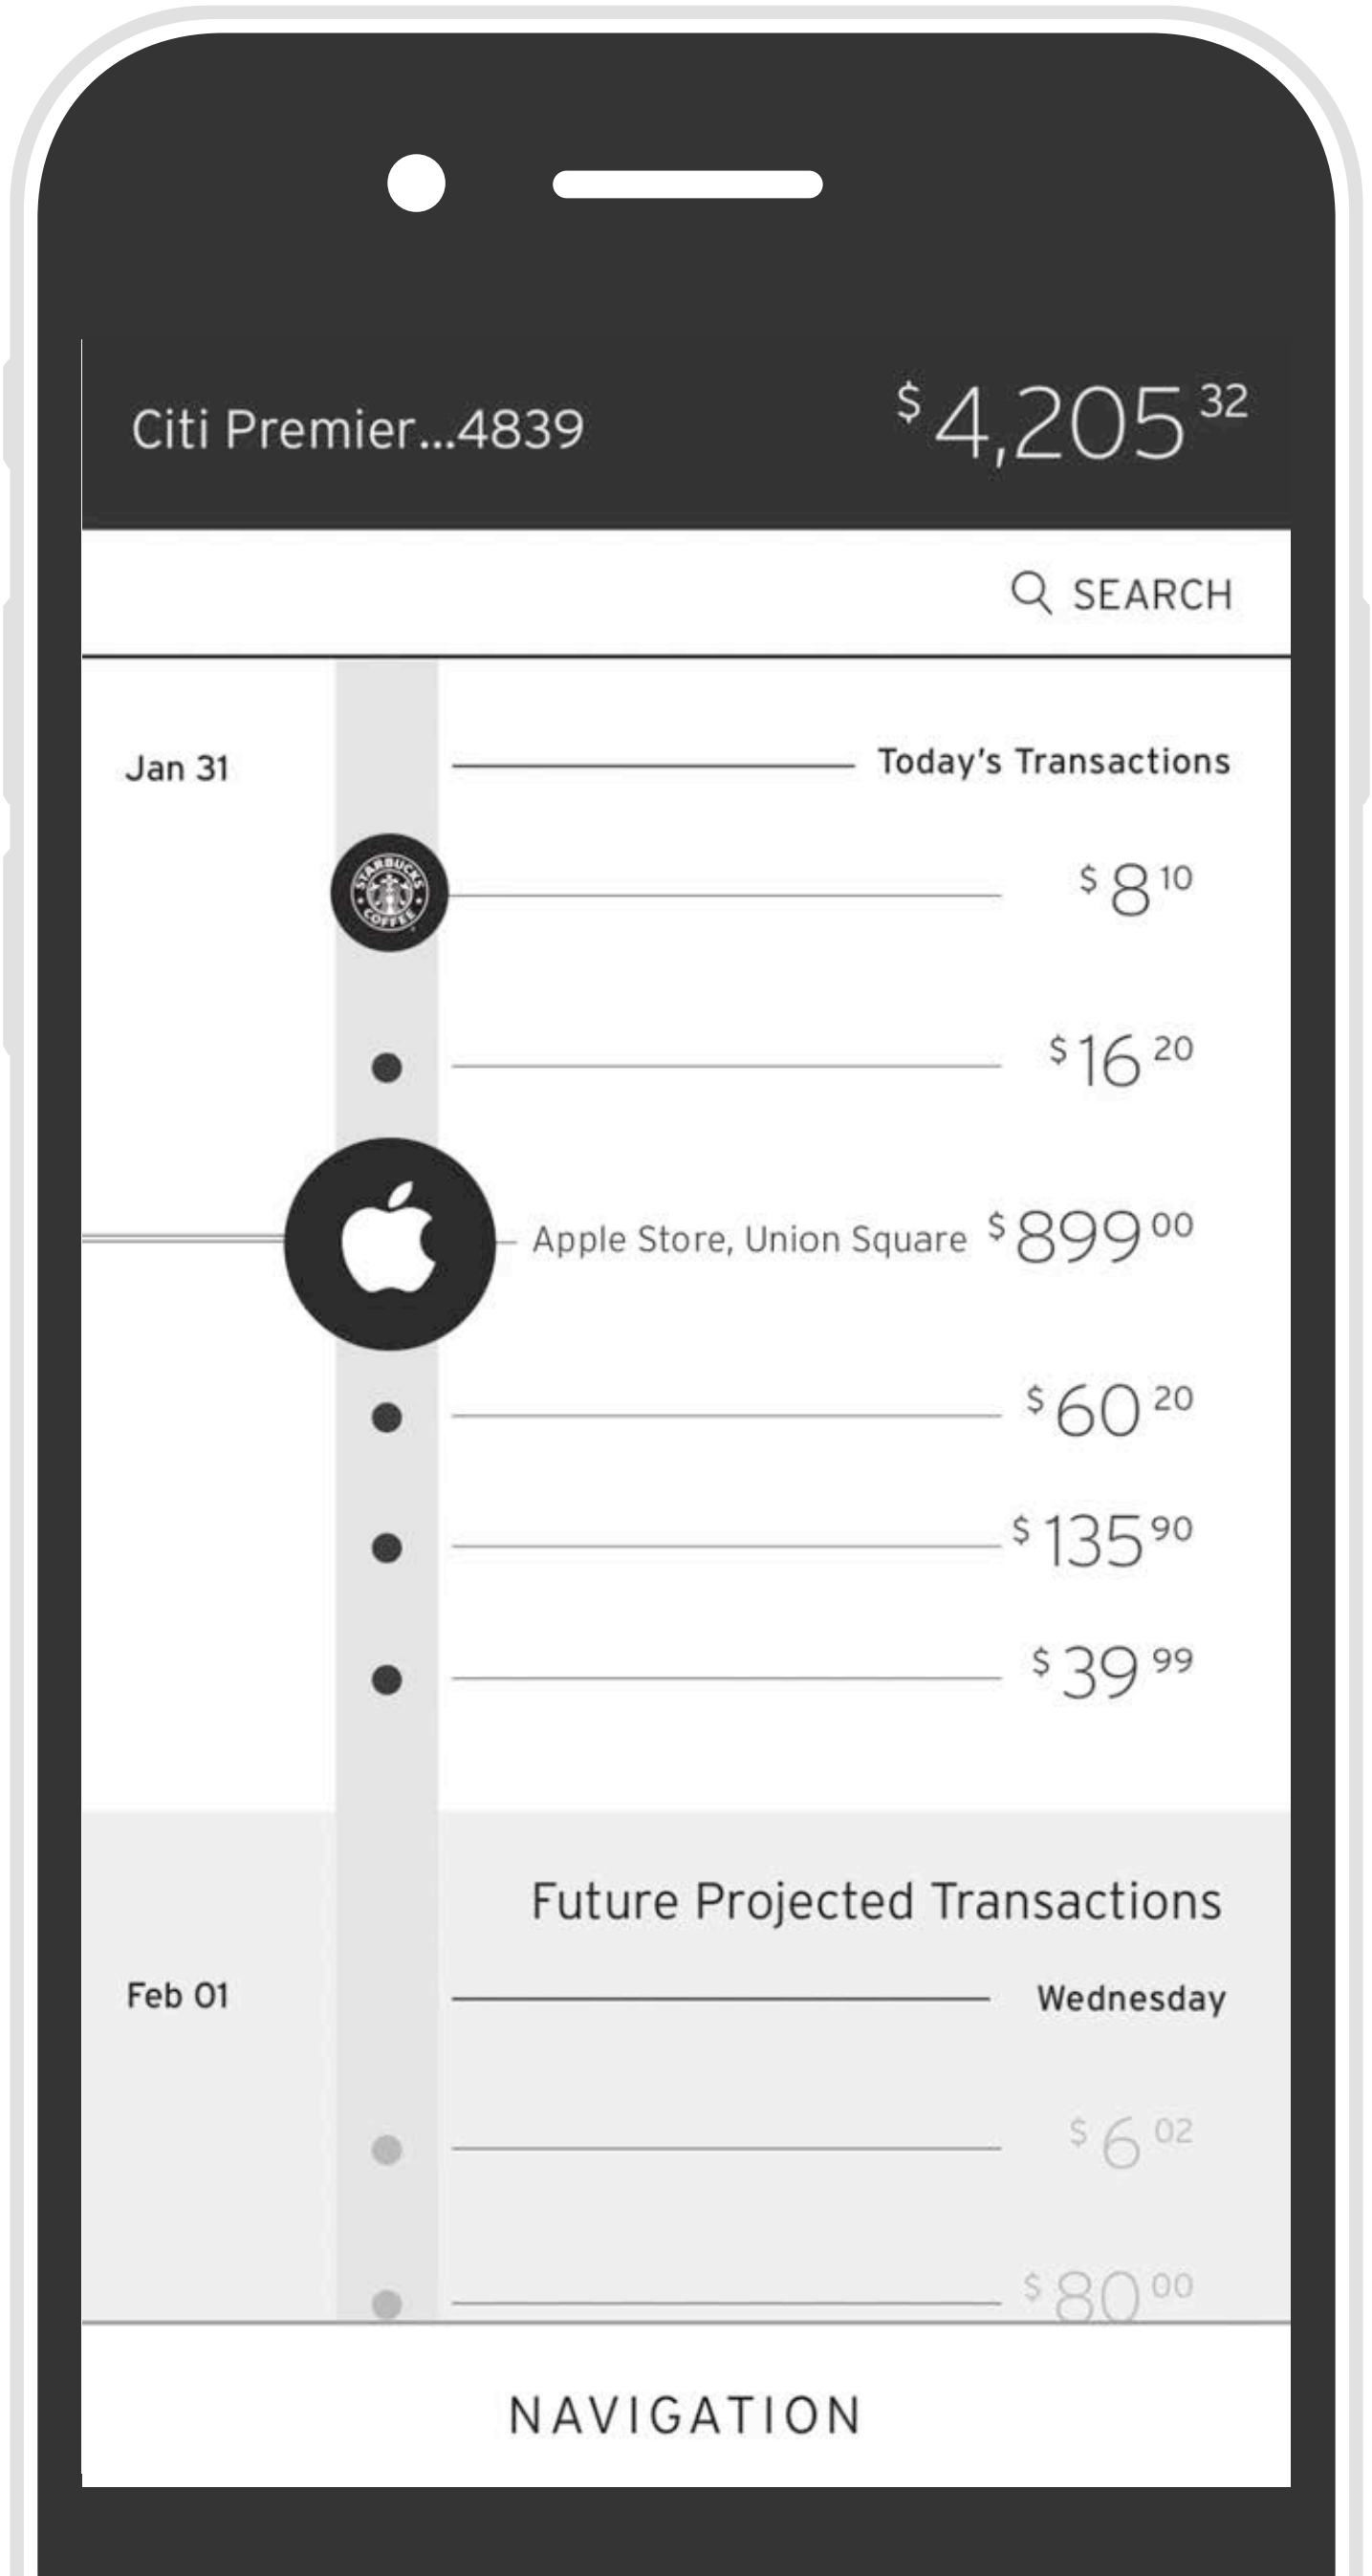 Citi Premier...4839 $4,205 32
SEARCH
Jan 31 Today's Transactions
STARBUCKS COFFEE $8 10
$16 20
Apple Store, Union Square $899 00
$60 20
$135 90
$39 99
Future Projected Transactions
Feb 01 Wednesday
$6 02
$80 00
NAVIGATION